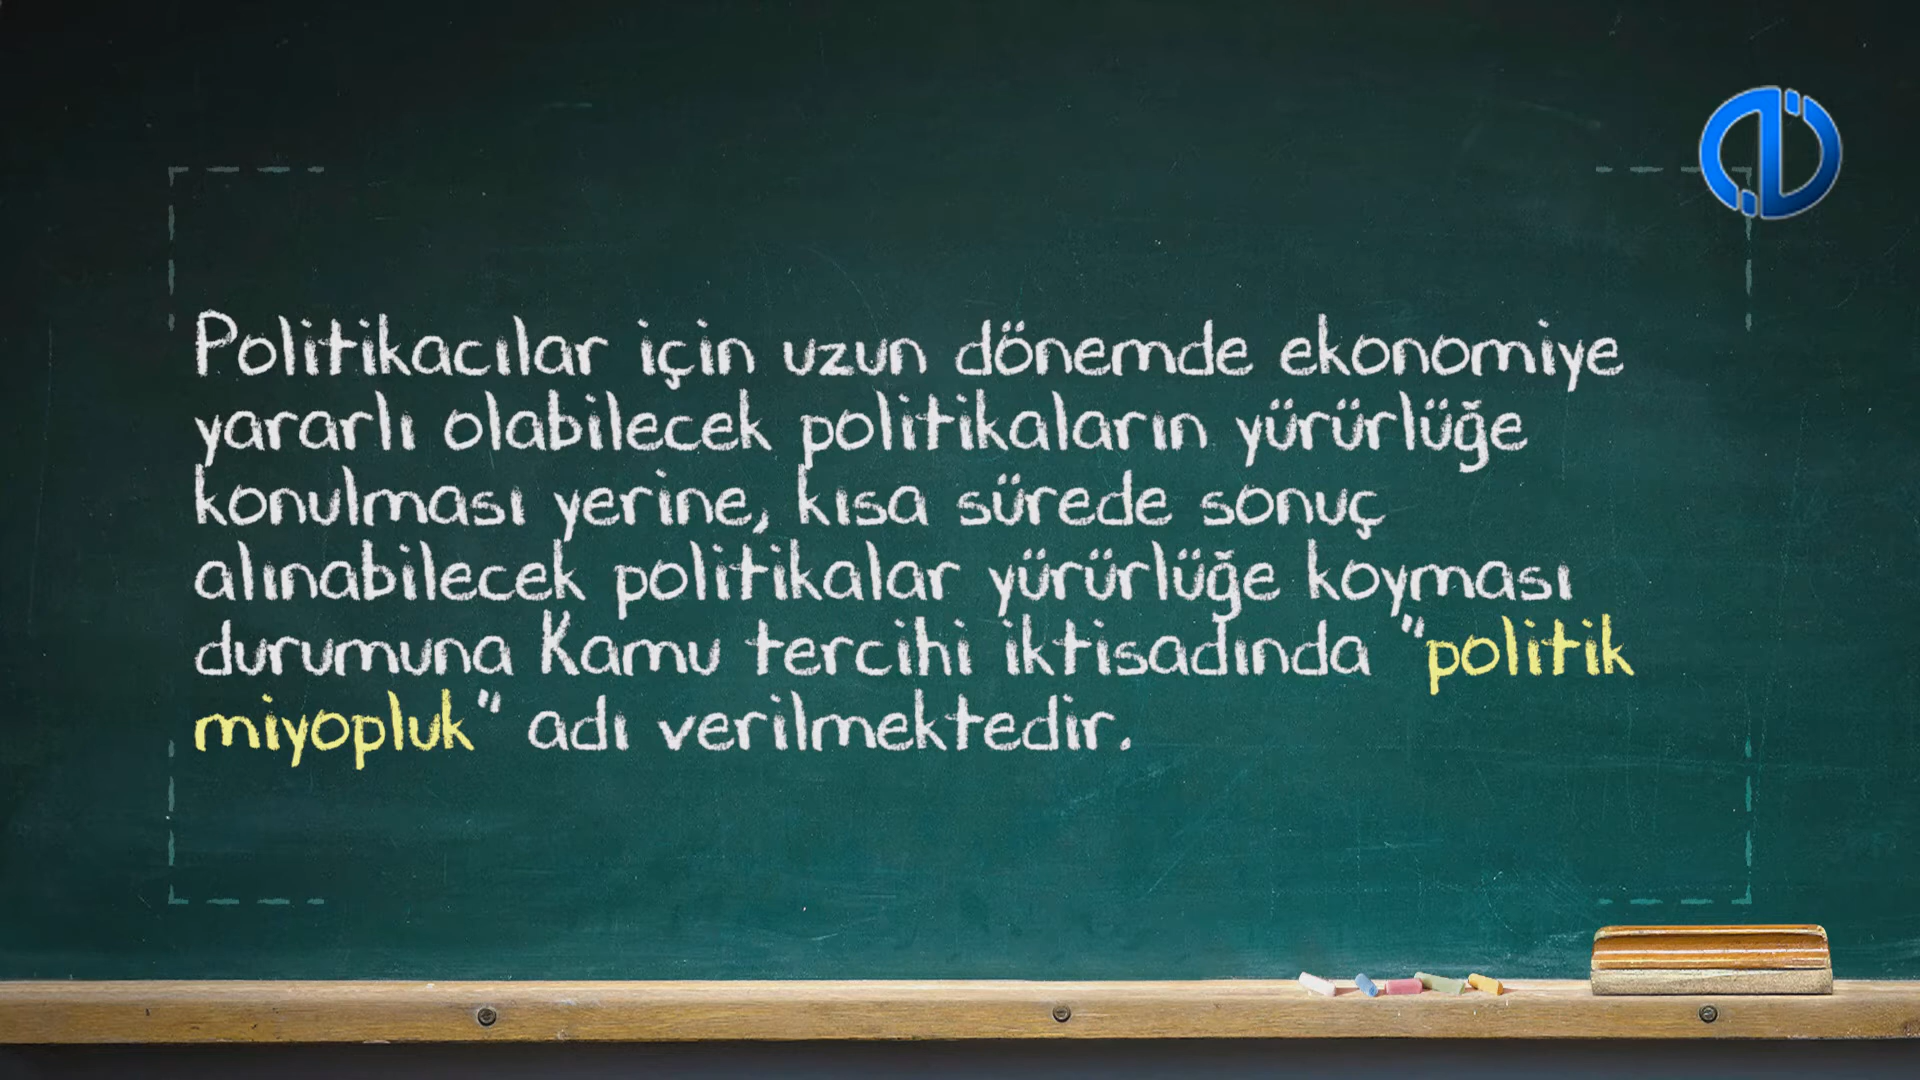 Politikacılar için uzun dönemde ekonomiye
yararlı olabilecek politikaların yürürlüğe
konulması yerine, kısa sürede sonuç
alınabilecek politikalar yürürlüğe koyması
durumuna Kamu tercihi iktisadında "politik
miyopluk" adı verilmektedir.